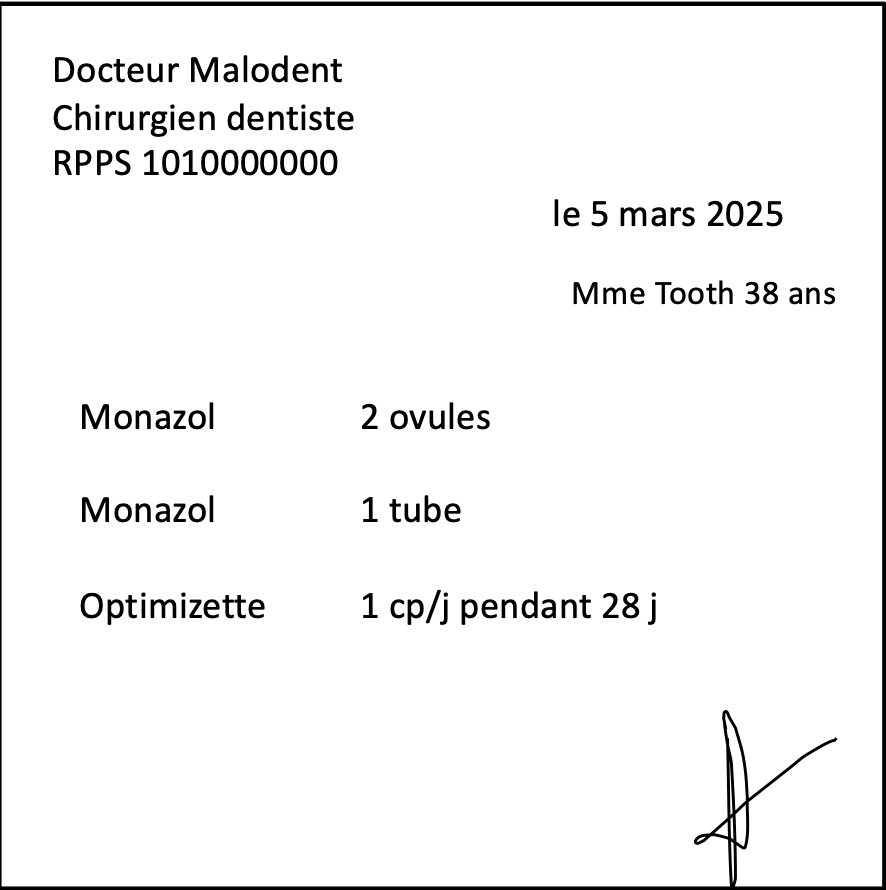 Docteur Malodent
Chirurgien dentiste
RPPS 1010000000
le 5 mars 2025
Mme Tooth 38 ans
Monazol 2 ovules
Monazol 1 tube
Optimizette 1 cp/j pendant 28 j